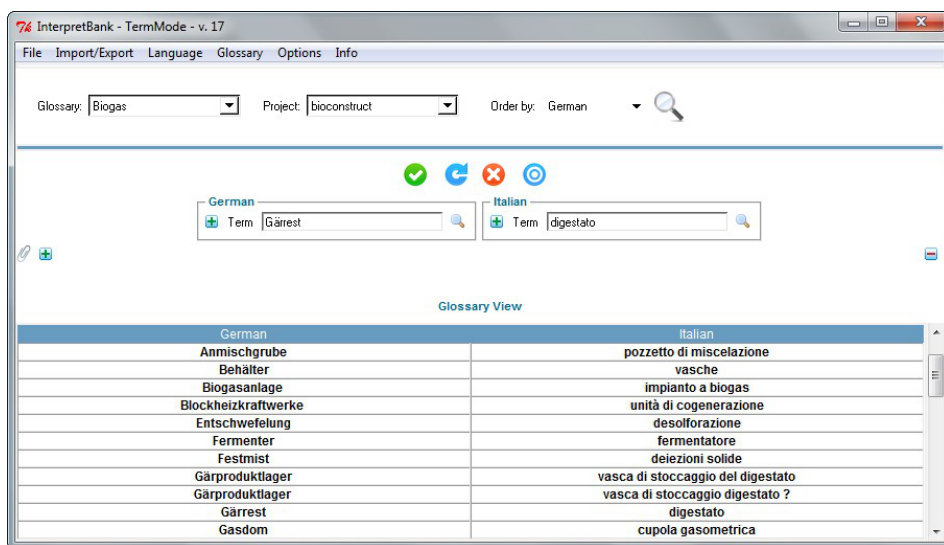 InterpretBank - TermMode - v. 17
File Import/Export Language Glossary Options Info
Glossary: Biogas Project: bioconstruct Order by: German
German Italian
Term Gärrest Term digestato
Glossary View
German Italian
Anmischgrube pozzetto di miscelazione
Behälter vasche
Biogasanlage impianto a biogas
Blockheizkraftwerke unità di cogenerazione
Entschwefelung desolforazione
Fermenter fermentatore
Festmist deiezioni solide
Gärproduktlager vasca di stoccaggio del digestato
Gärproduktlager vasca di stoccaggio digestato ?
Gärrest digestato
Gasdom cupola gasometrica